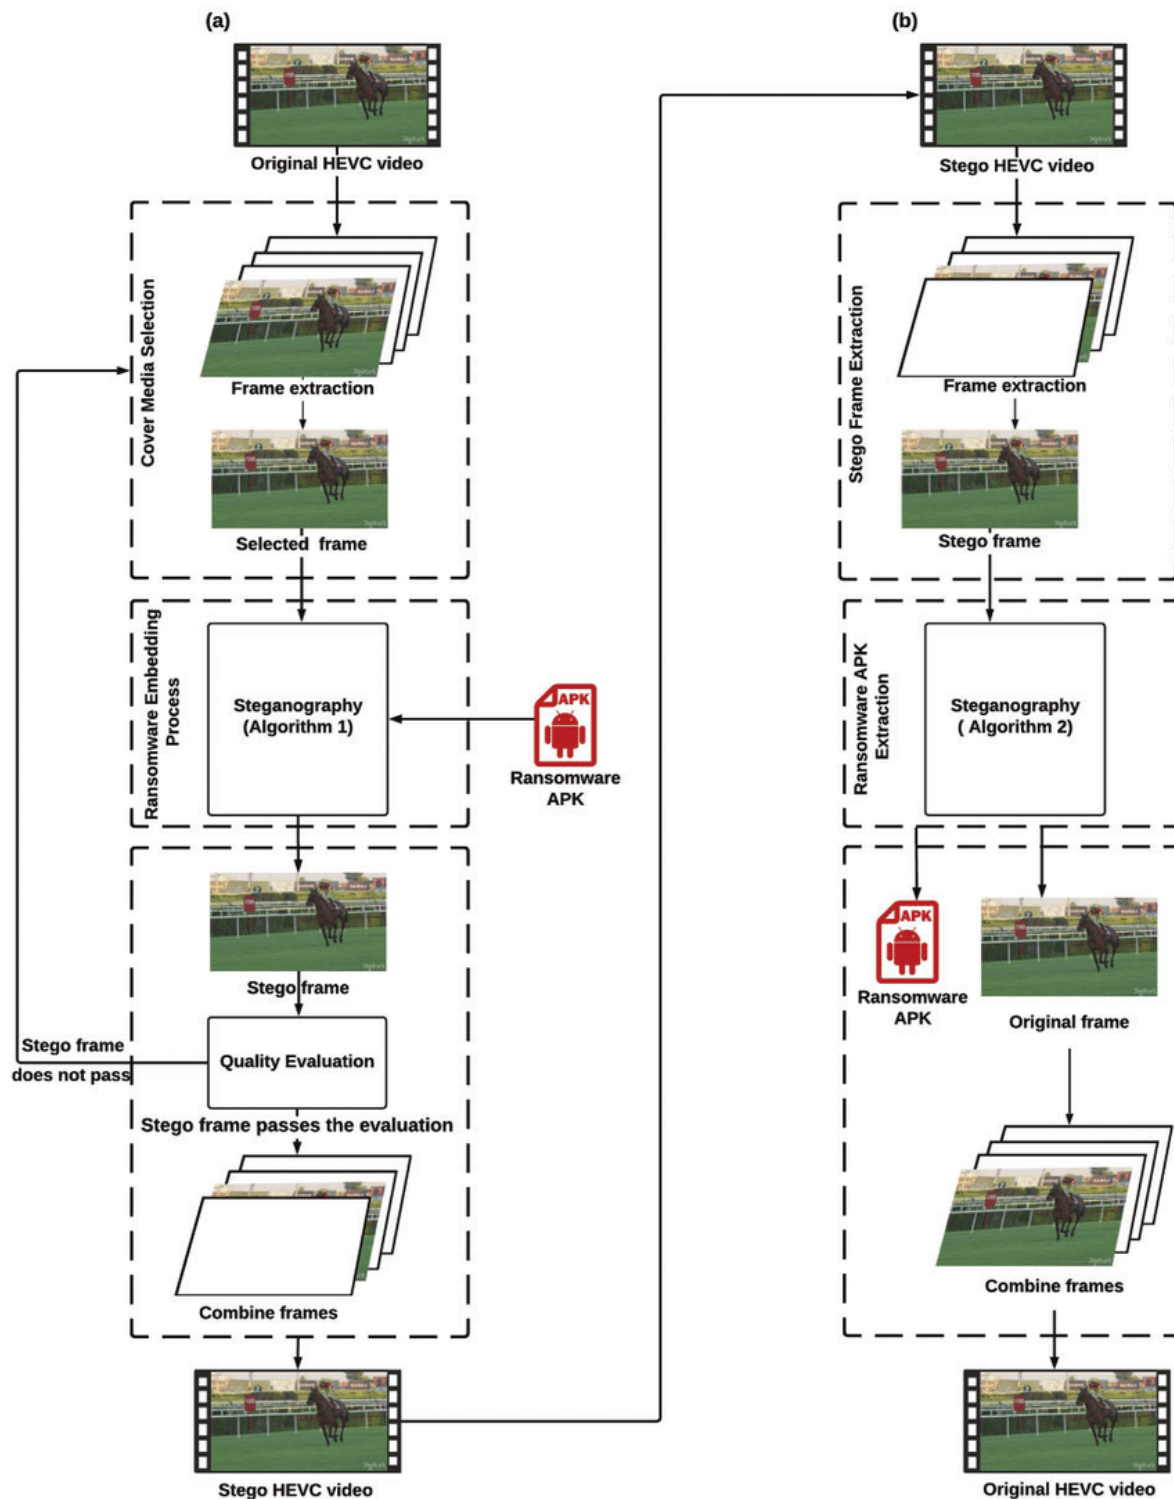 (a)
Original HEVC video
Cover Media Selection
Frame extraction
Selected  frame
Ransomware Embedding
Process
Steganography
(Algorithm 1)
APK
Ransomware
APK
Stego frame
Quality Evaluation
Stego frame
does not pass
Stego frame passes the evaluation
Combine frames
Stego HEVC video
(b)
Stego HEVC video
Stego Frame Extraction
Frame extraction
Stego frame
Ransomware APK
Extraction
Steganography
( Algorithm 2)
APK
Ransomware
APK
Original frame
Combine frames
Original HEVC video